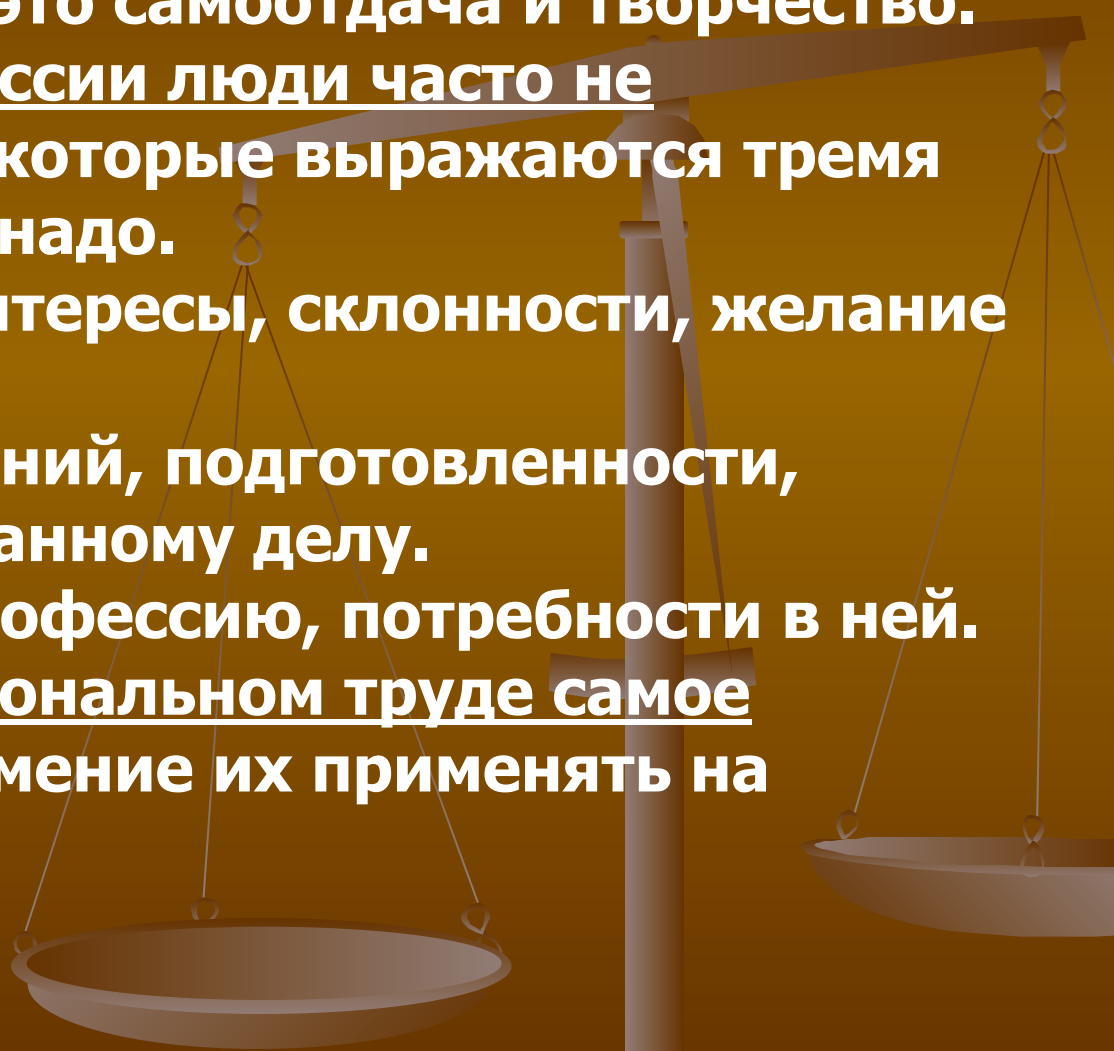 это самоотдача и творчество.
ссии люди часто не
которые выражаются тремя
надо.
тересы, склонности, желание
ний, подготовленности,
анному делу.
офессию, потребности в ней.
ональном труде самое
мение их применять на